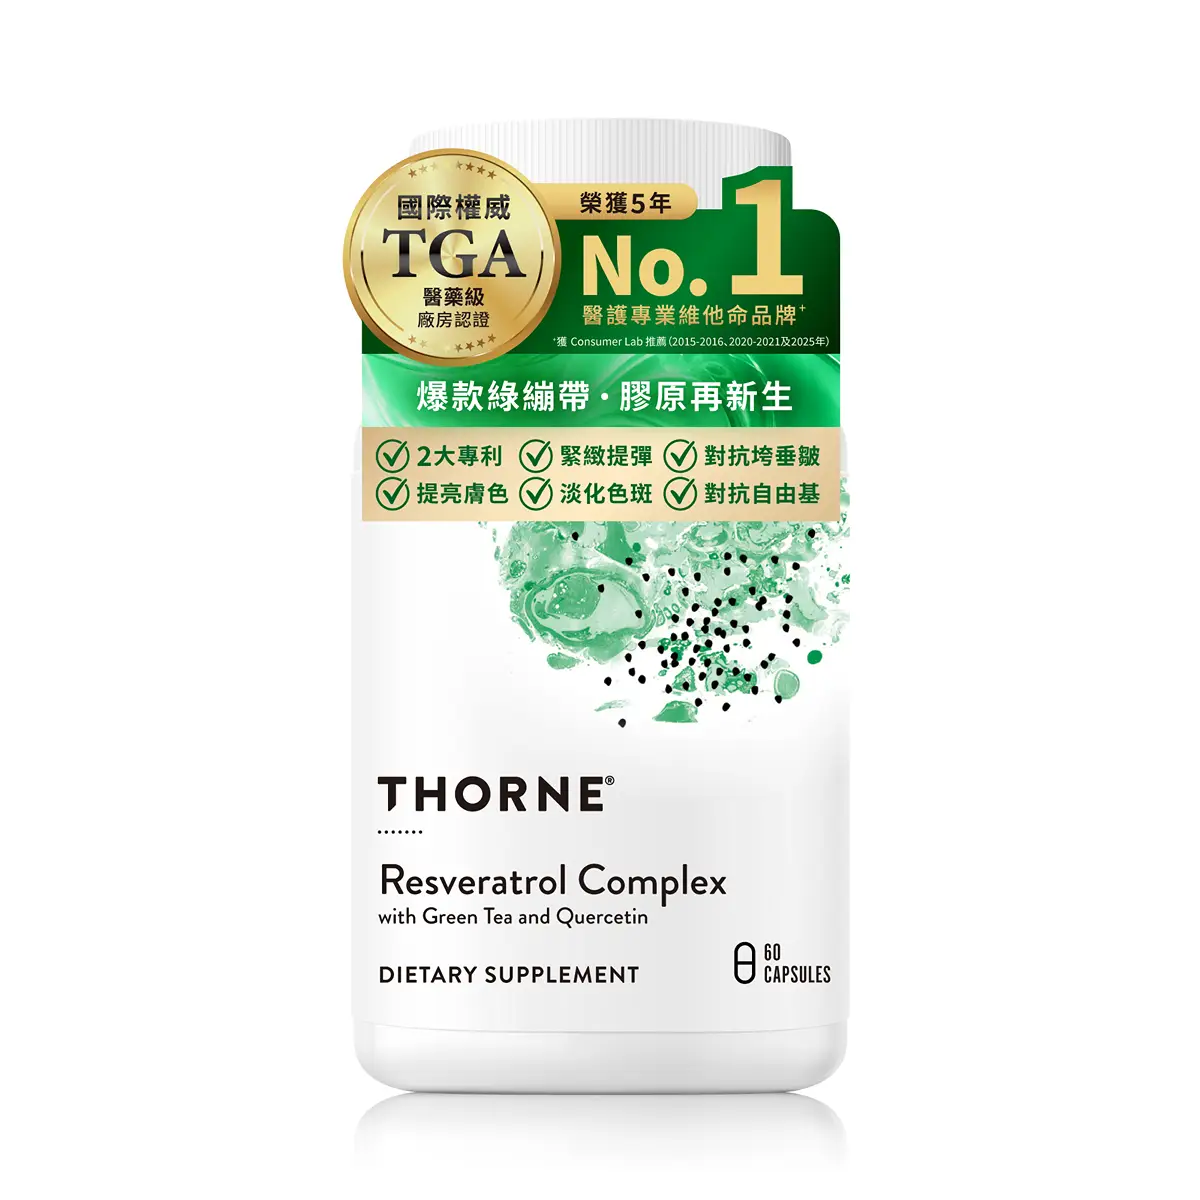 國際權威
TGA
醫藥級
廠房認證
榮獲5年
No.1
醫護專業維他命品牌⁺
⁺獲 Consumer Lab 推薦 (2015-2016、2020-2021及2025年)
爆款綠繃帶・膠原再新生
2大專利 緊緻提彈 對抗垮垂皺
提亮膚色 淡化色斑 對抗自由基
THORNE®
Resveratrol Complex
with Green Tea and Quercetin
DIETARY SUPPLEMENT
60
CAPSULES